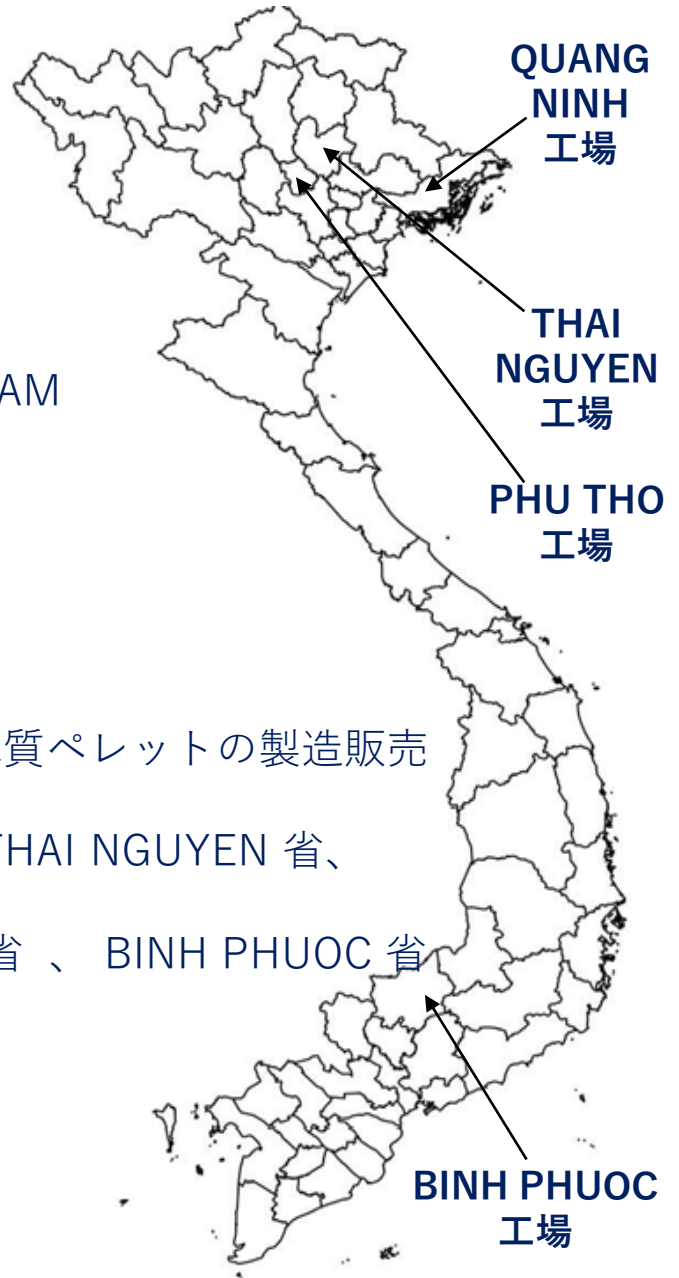 QUANG
NINH
工場
THAI
NGUYEN
工場
AM
PHU THO
工場
質ペレットの製造販売
THAI NGUYEN 省、
省 、 BINH PHUOC 省
BINH PHUOC
工場